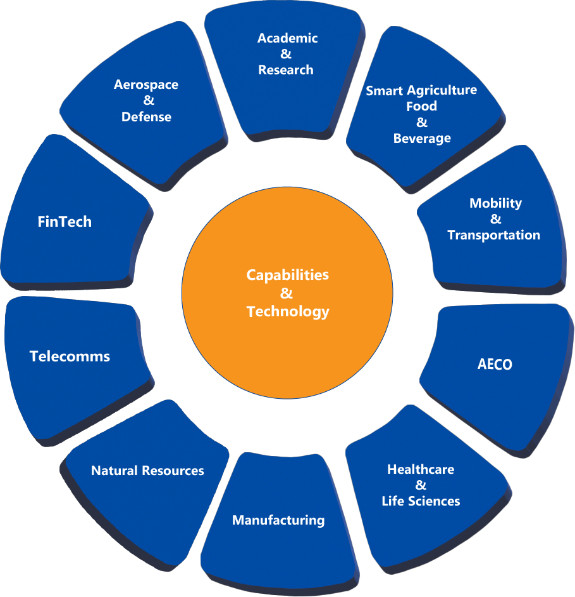 Academic
&
Research
Smart Agriculture
Food
&
Beverage
Mobility
&
Transportation
AECO
Healthcare
&
Life Sciences
Manufacturing
Natural Resources
Telecomms
FinTech
Aerospace
&
Defense
Capabilities
&
Technology